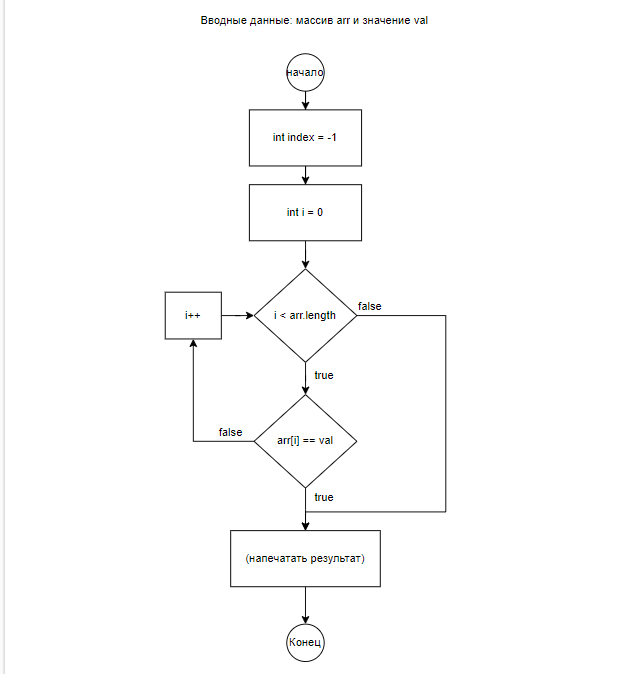 Вводные данные: массив arr и значение val
начало
int index = -1
int i = 0
i++
i < arr.length
false
true
false
arr[i] == val
true
(напечатать результат)
Конец